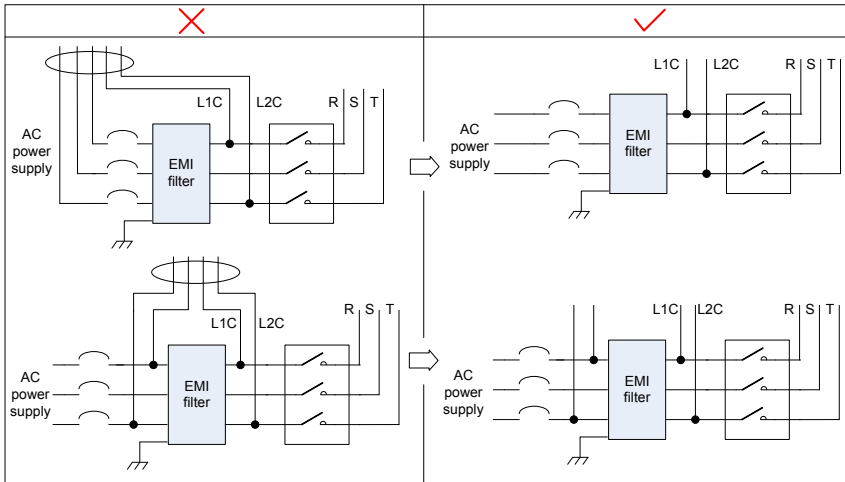 L1C
L2C
R S T
AC
power
supply
EMI
filter
L1C
L2C
R S T
AC
power
supply
EMI
filter
L1C
L2C
R S T
AC
power
supply
EMI
filter
L1C
L2C
R S T
AC
power
supply
EMI
filter